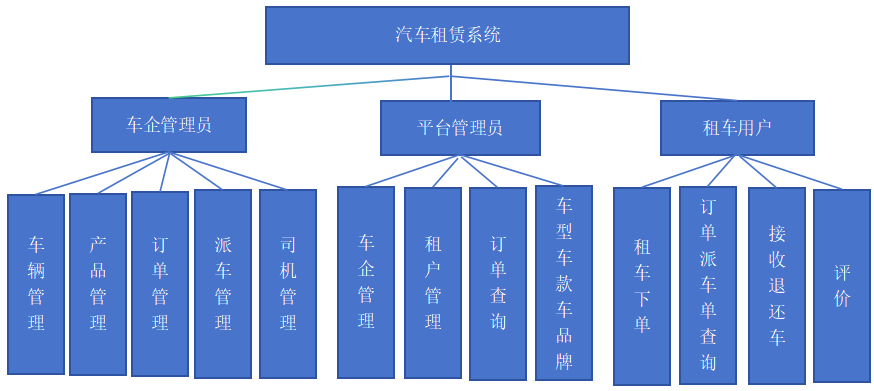 汽车租赁系统
车企管理员
平台管理员
租车用户
车辆管理
产品管理
订单管理
派车管理
司机管理
车企管理
租户管理
订单查询
车型车款车品牌
租车下单
订单派车单查询
接收退还车
评价